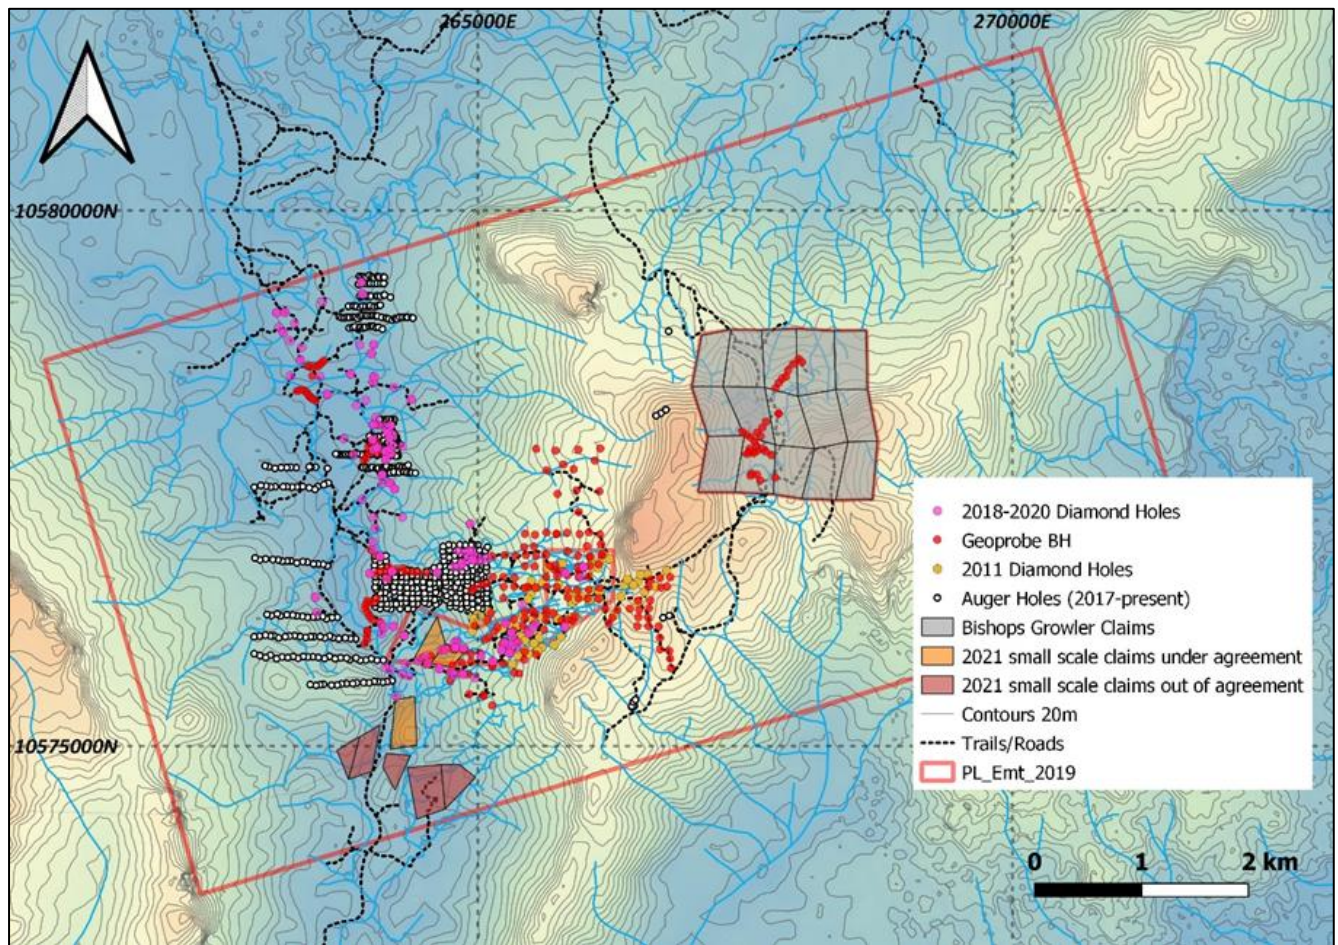 265000E
270000E
10580000N
2018-2020 Diamond Holes
Geoprobe BH
2011 Diamond Holes
Auger Holes (2017-present)
Bishops Growler Claims
2021 small scale claims under agreement
2021 small scale claims out of agreement
Contours 20m
Trails/Roads
PL_Emt_2019
10575000N
0 1 2 km